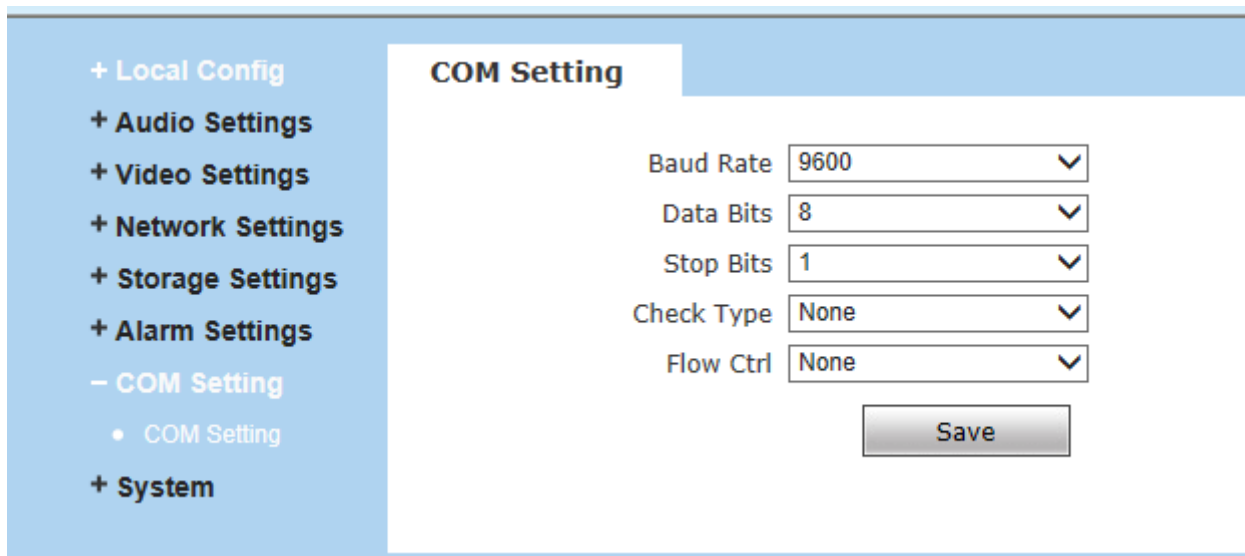 + Local Config
+ Audio Settings
+ Video Settings
+ Network Settings
+ Storage Settings
+ Alarm Settings
– COM Setting
• COM Setting
+ System
COM Setting
Baud Rate 9600
Data Bits 8
Stop Bits 1
Check Type None
Flow Ctrl None
Save